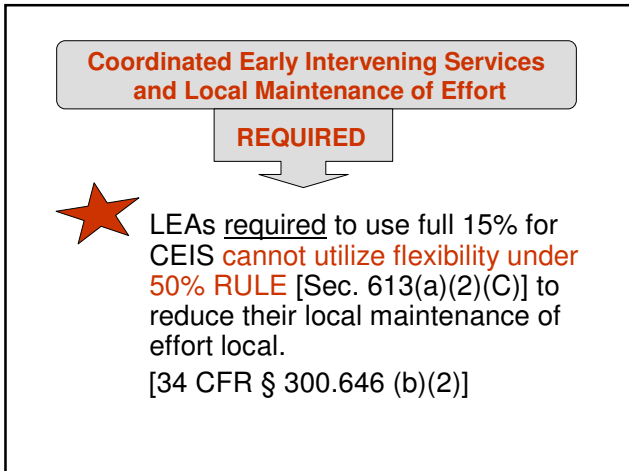 Coordinated Early Intervening Services
and Local Maintenance of Effort
REQUIRED
LEAs required to use full 15% for
CEIS cannot utilize flexibility under
50% RULE [Sec. 613(a)(2)(C)] to
reduce their local maintenance of
effort local.
[34 CFR § 300.646 (b)(2)]